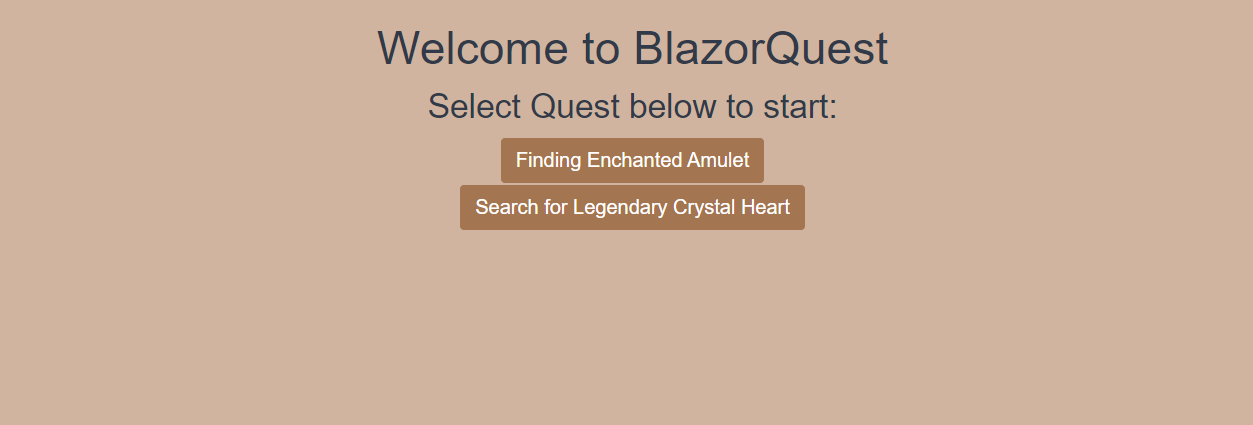 Welcome to BlazorQuest
Select Quest below to start:
Finding Enchanted Amulet
Search for Legendary Crystal Heart